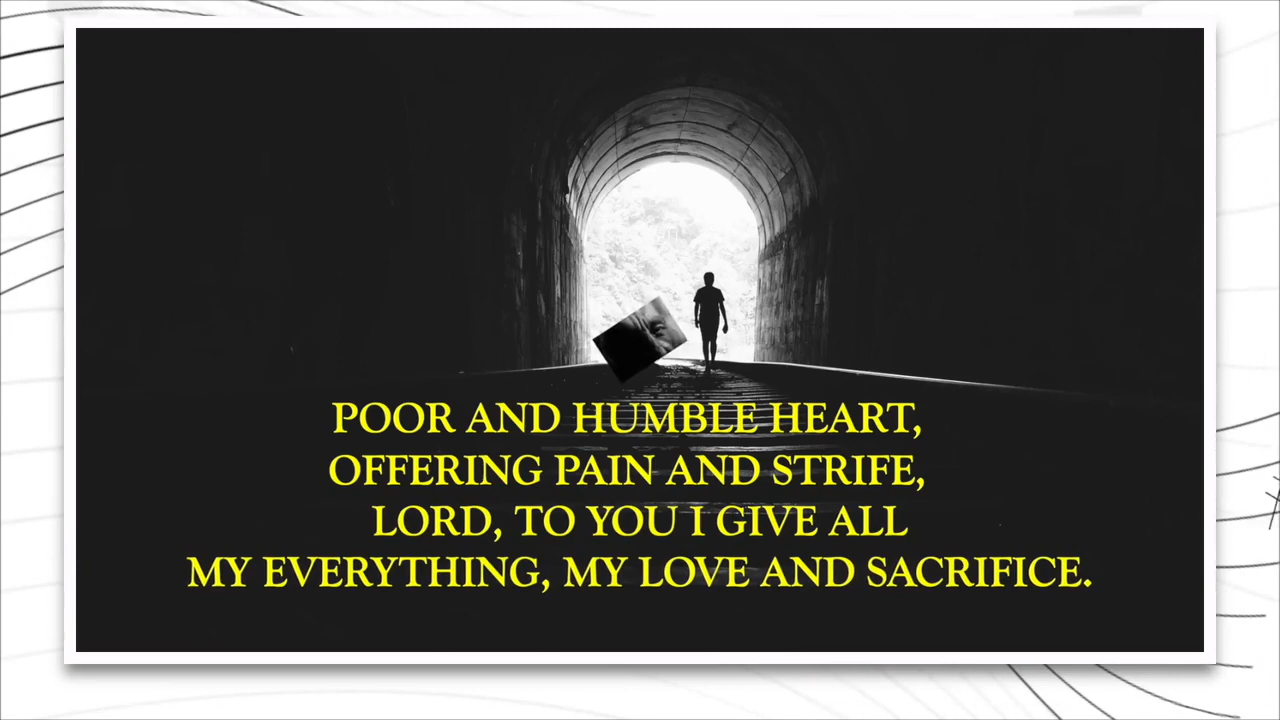 POOR AND HUMBLE HEART,
OFFERING PAIN AND STRIFE,
LORD, TO YOU I GIVE ALL
MY EVERYTHING, MY LOVE AND SACRIFICE.